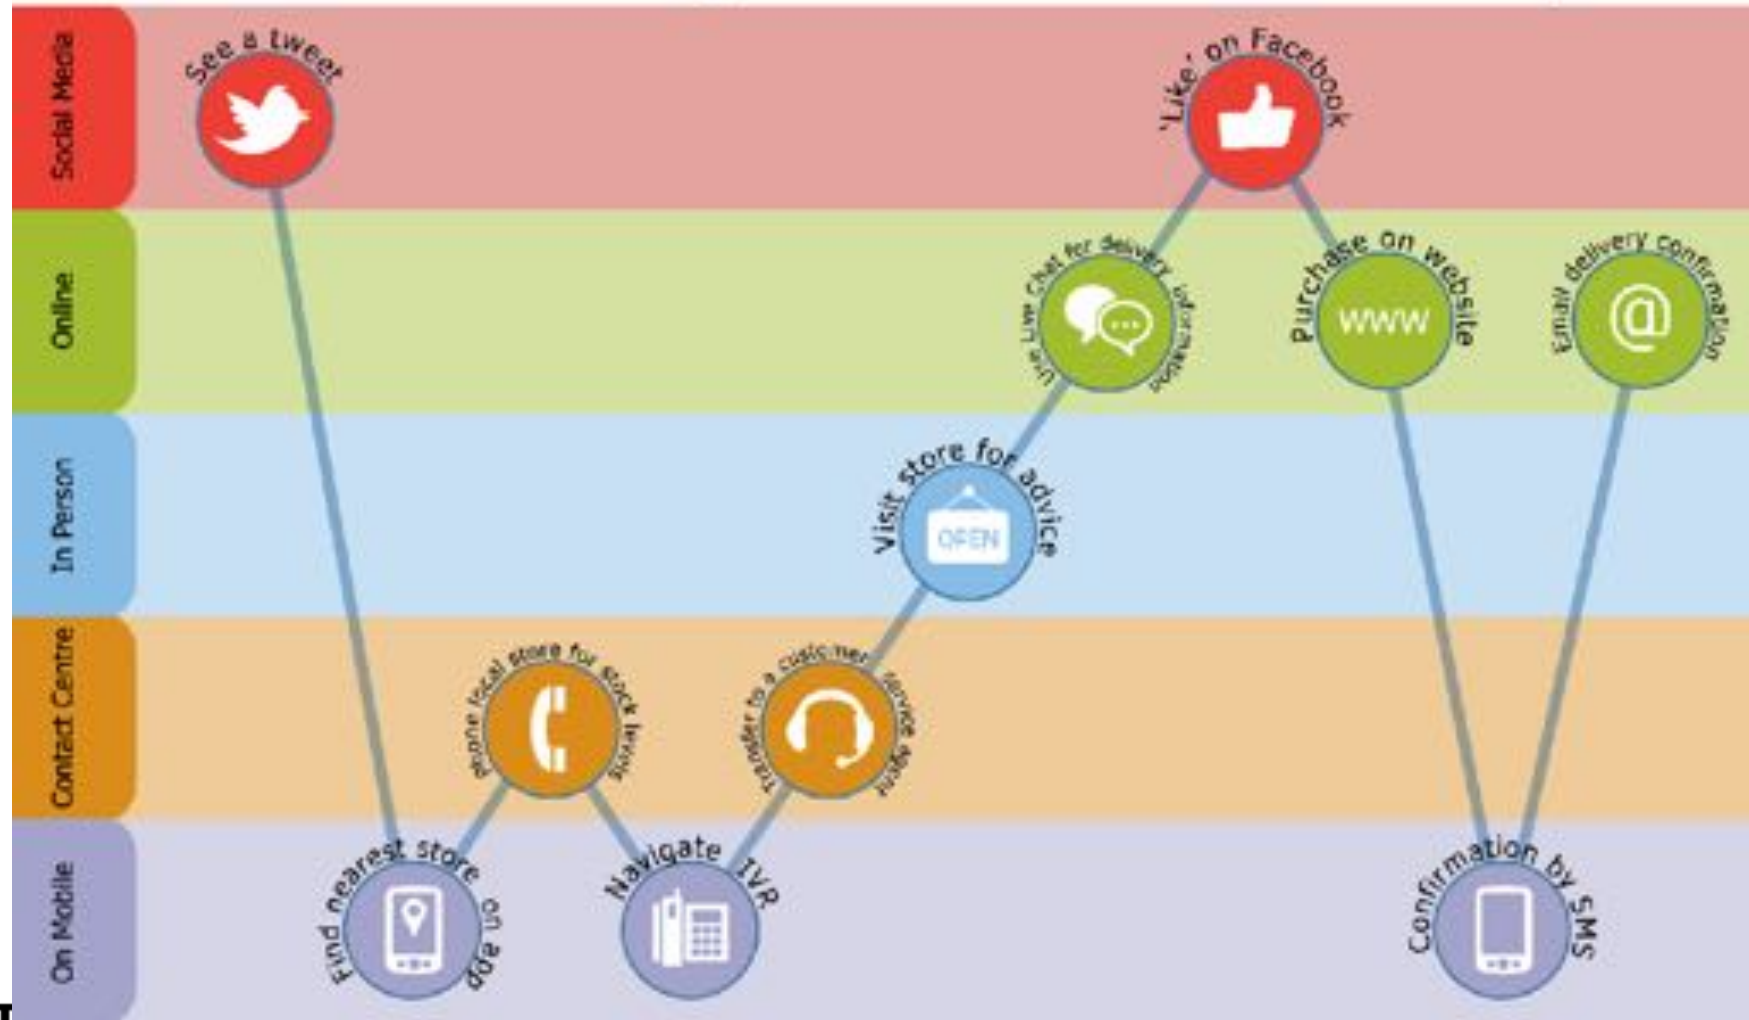 Social Media
See a tweet
'Like' on Facebook
Online
Use Live Chat for delivery information
Purchase on website
WWW
Email delivery confirmation
@
In Person
Visit store for advice
OPEN
Contact Centre
Phone local store for stock levels
Transfer to a customer service agent
On Mobile
Find nearest store on app
Navigate IVR
Confirmation by SMS